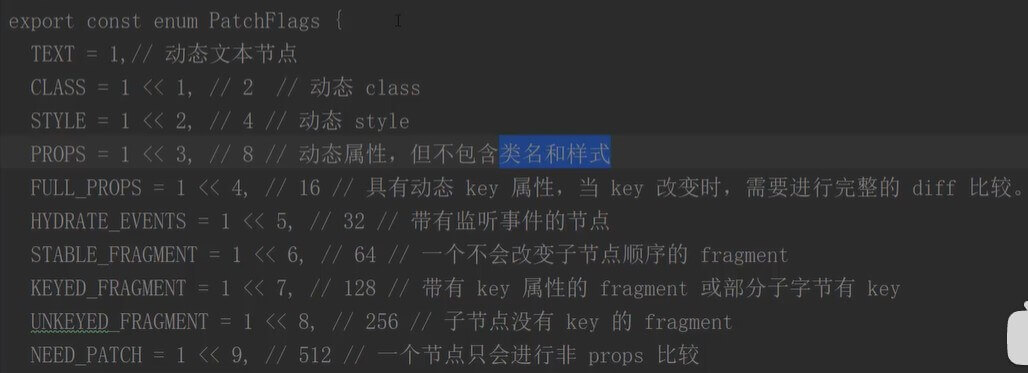 export const enum PatchFlags {
TEXT = 1,// 动态文本节点
CLASS = 1 << 1, // 2  // 动态 class
STYLE = 1 << 2, // 4 // 动态 style
PROPS = 1 << 3, // 8 // 动态属性，但不包含类名和样式
FULL_PROPS = 1 << 4, // 16 // 具有动态 key 属性，当 key 改变时，需要进行完整的 diff 比较。
HYDRATE_EVENTS = 1 << 5, // 32 // 带有监听事件的节点
STABLE_FRAGMENT = 1 << 6, // 64 // 一个不会改变子节点顺序的 fragment
KEYED_FRAGMENT = 1 << 7, // 128 // 带有 key 属性的 fragment 或部分子字节有 key
UNKEYED_FRAGMENT = 1 << 8, // 256 // 子节点没有 key 的 fragment
NEED_PATCH = 1 << 9, // 512 // 一个节点只会进行非 props 比较